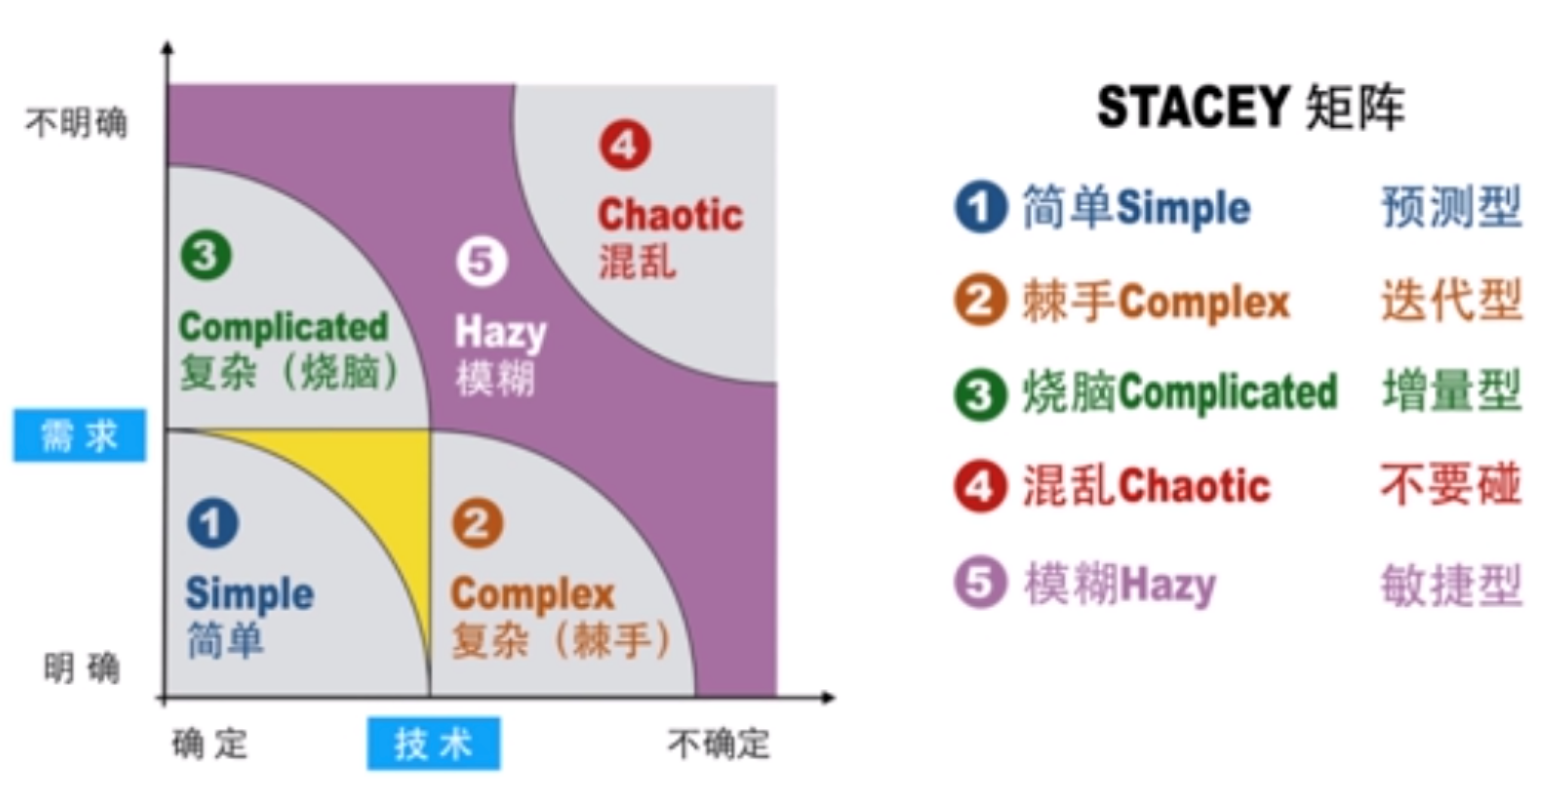 不明确
4
Chaotic
混乱
3
Complicated
复杂（烧脑）
5
Hazy
模糊
需 求
1
Simple
简单
2
Complex
复杂（棘手）
明 确
确 定
技 术
不确定
STACEY 矩阵
1 简单Simple 预测型
2 棘手Complex 迭代型
3 烧脑Complicated 增量型
4 混乱Chaotic 不要碰
5 模糊Hazy 敏捷型